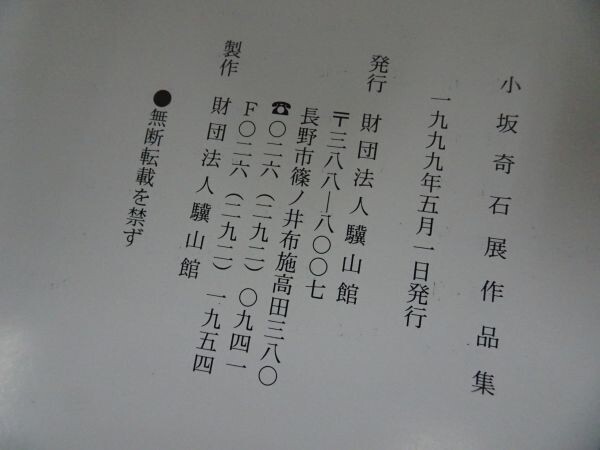 小坂奇石展作品集
一九九九年五月一日発行
発行　財団法人驥山館
〒三八八―八〇〇七
長野市篠ノ井布施高田三八〇
☎〇二六（二九二）〇九四一
Ｆ〇二六（二九二）一九五四
製作　財団法人驥山館
●無断転載を禁ず